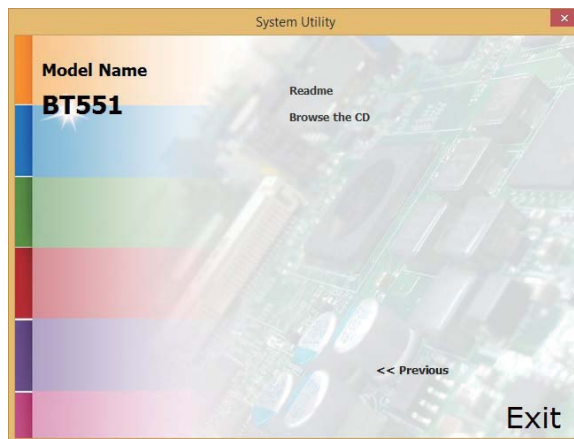 System Utility
Model Name
BT551
Readme
Browse the CD
<< Previous
Exit